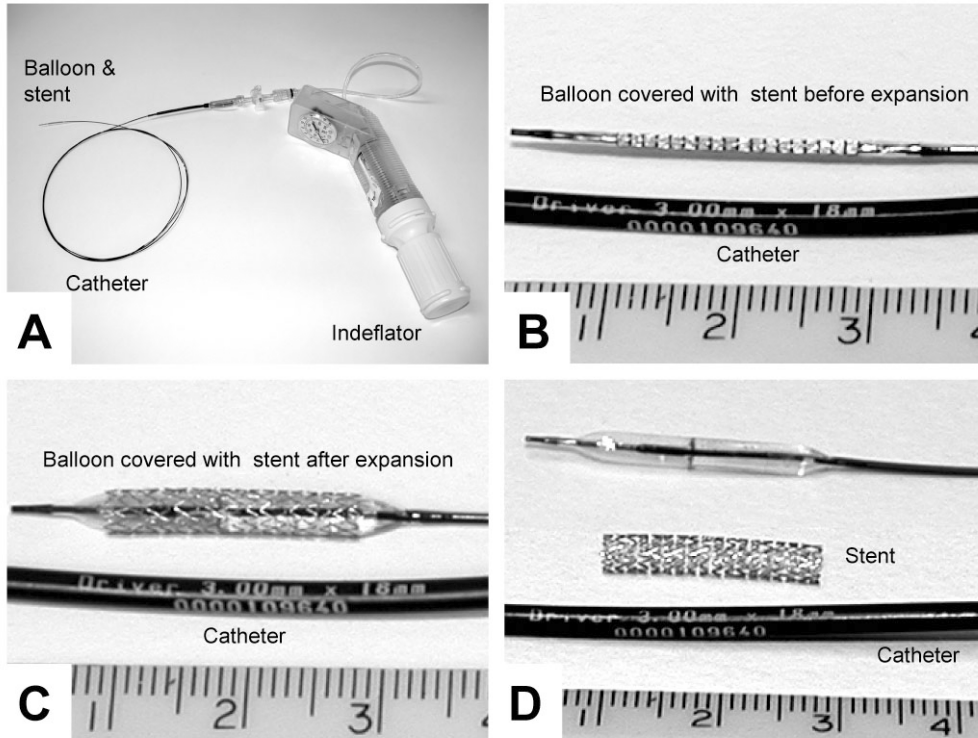 Balloon &
stent
Catheter
Indeflator
A
Balloon covered with stent before expansion
Driver 3.00mm x 18mm
0000109640
Catheter
1 2 3 4
B
Balloon covered with stent after expansion
Driver 3.00mm x 18mm
0000109640
Catheter
1 2 3
C
Stent
Driver 3.00mm x 18mm
0000109640
Catheter
1 2 3 4
D